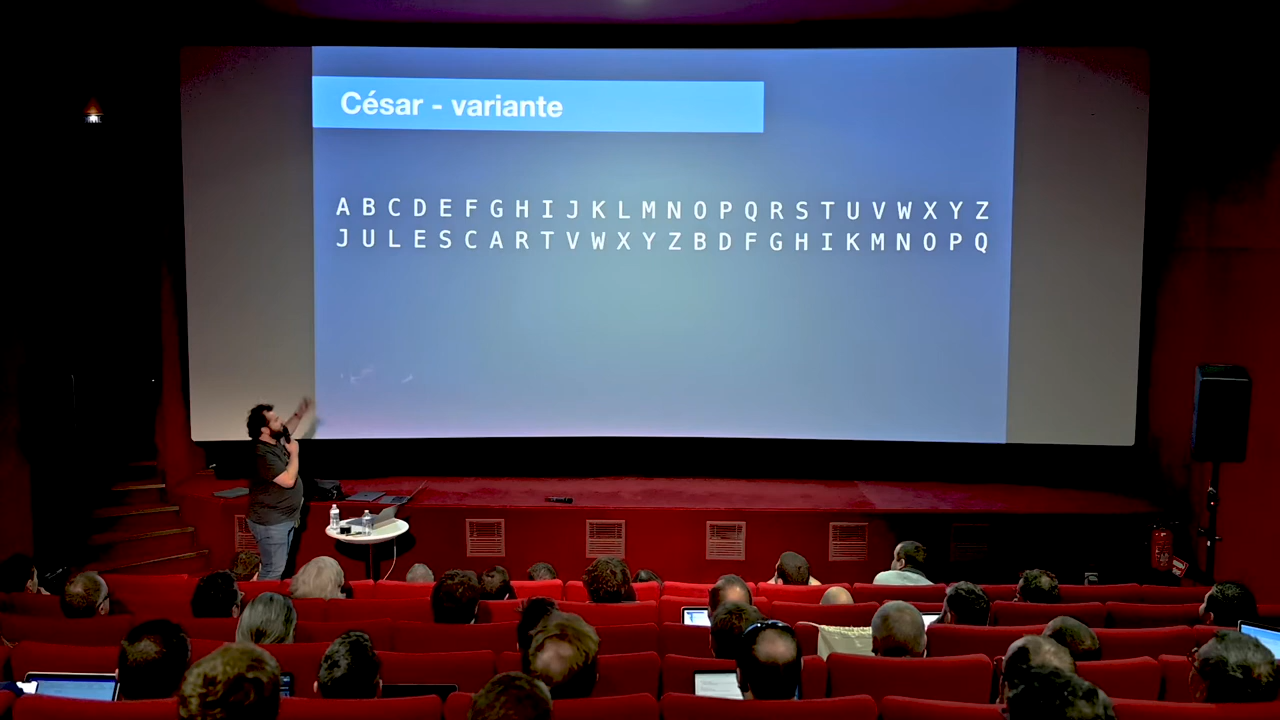 César - variante
A B C D E F G H I J K L M N O P Q R S T U V W X Y Z
J U L E S C A R T V W X Y Z B D F G H I K M N O P Q